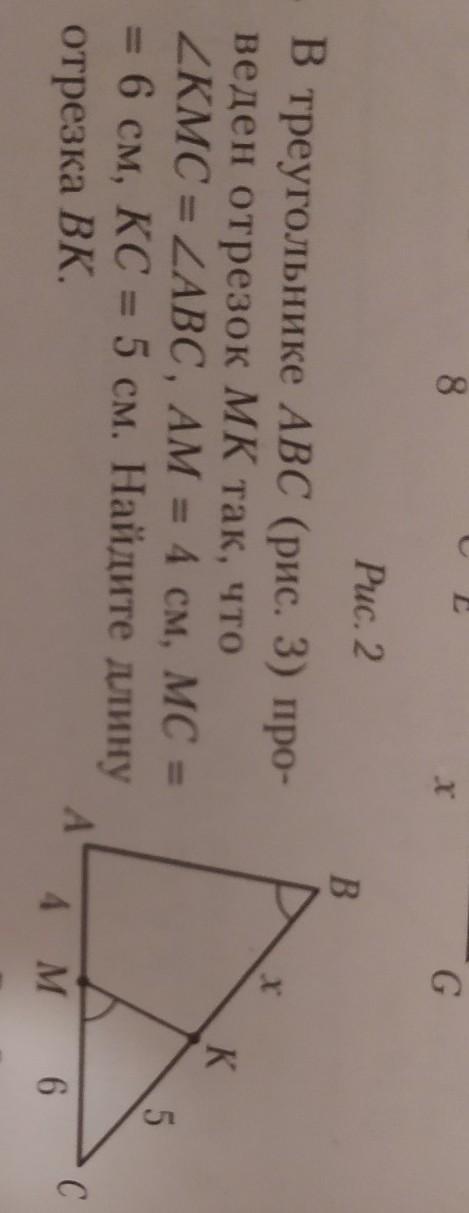 8
E
x
G
Рис. 2
В треугольнике ABC (рис. 3) про-
веден отрезок MK так, что
∠KMC = ∠ABC, AM = 4 см, MC =
= 6 см, KC = 5 см. Найдите длину
отрезка BK.
B
x
K
5
A
4
M
6
C